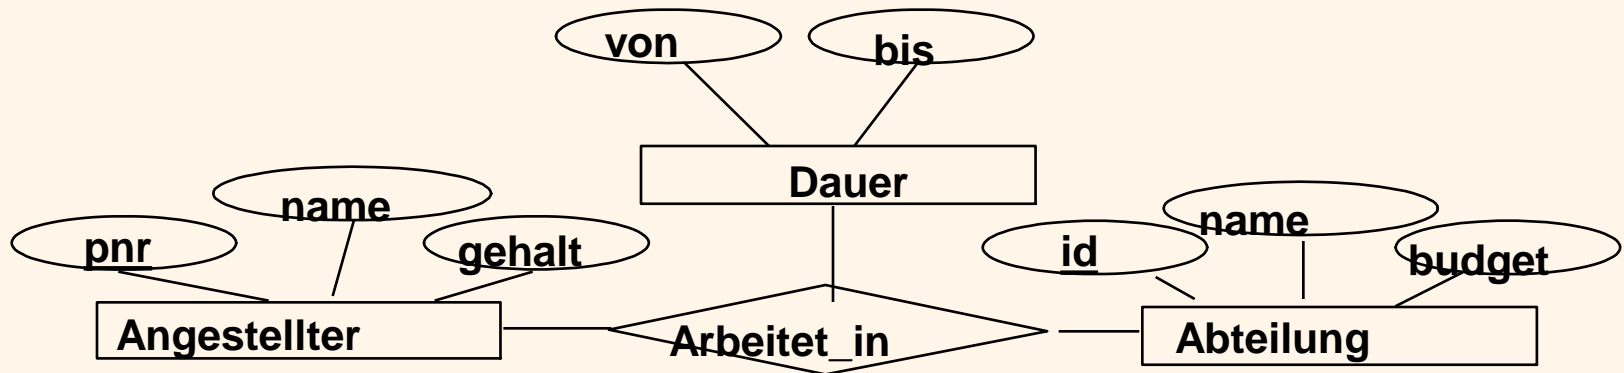 von
bis
Dauer
name
pnr
gehalt
name
id
budget
Angestellter
Arbeitet_in
Abteilung